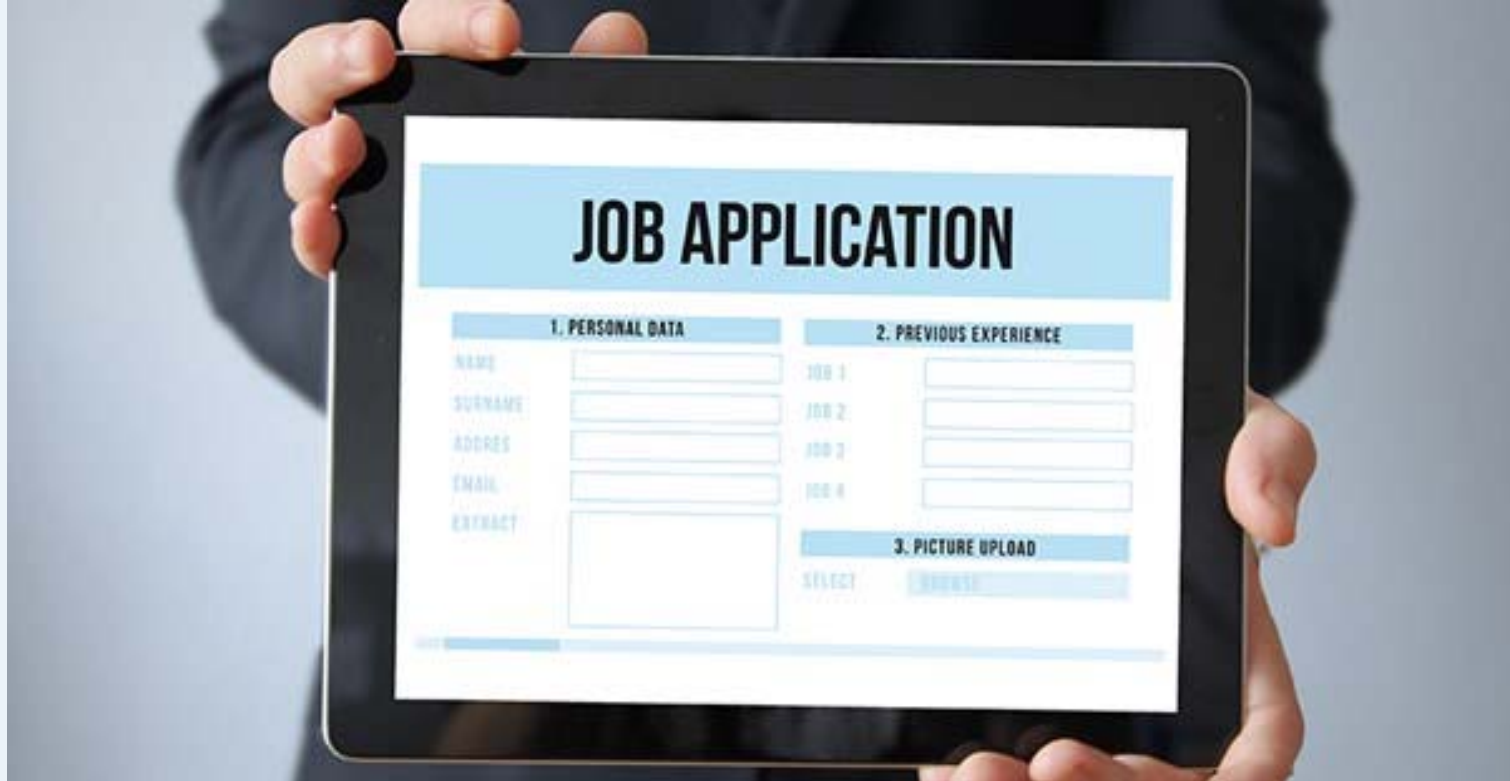 JOB APPLICATION
1. PERSONAL DATA
NAME
SURNAME
ADDRES
EMAIL
EXTRACT
2. PREVIOUS EXPERIENCE
JOB 1
JOB 2
JOB 3
JOB 4
3. PICTURE UPLOAD
SELECT
BROWSE